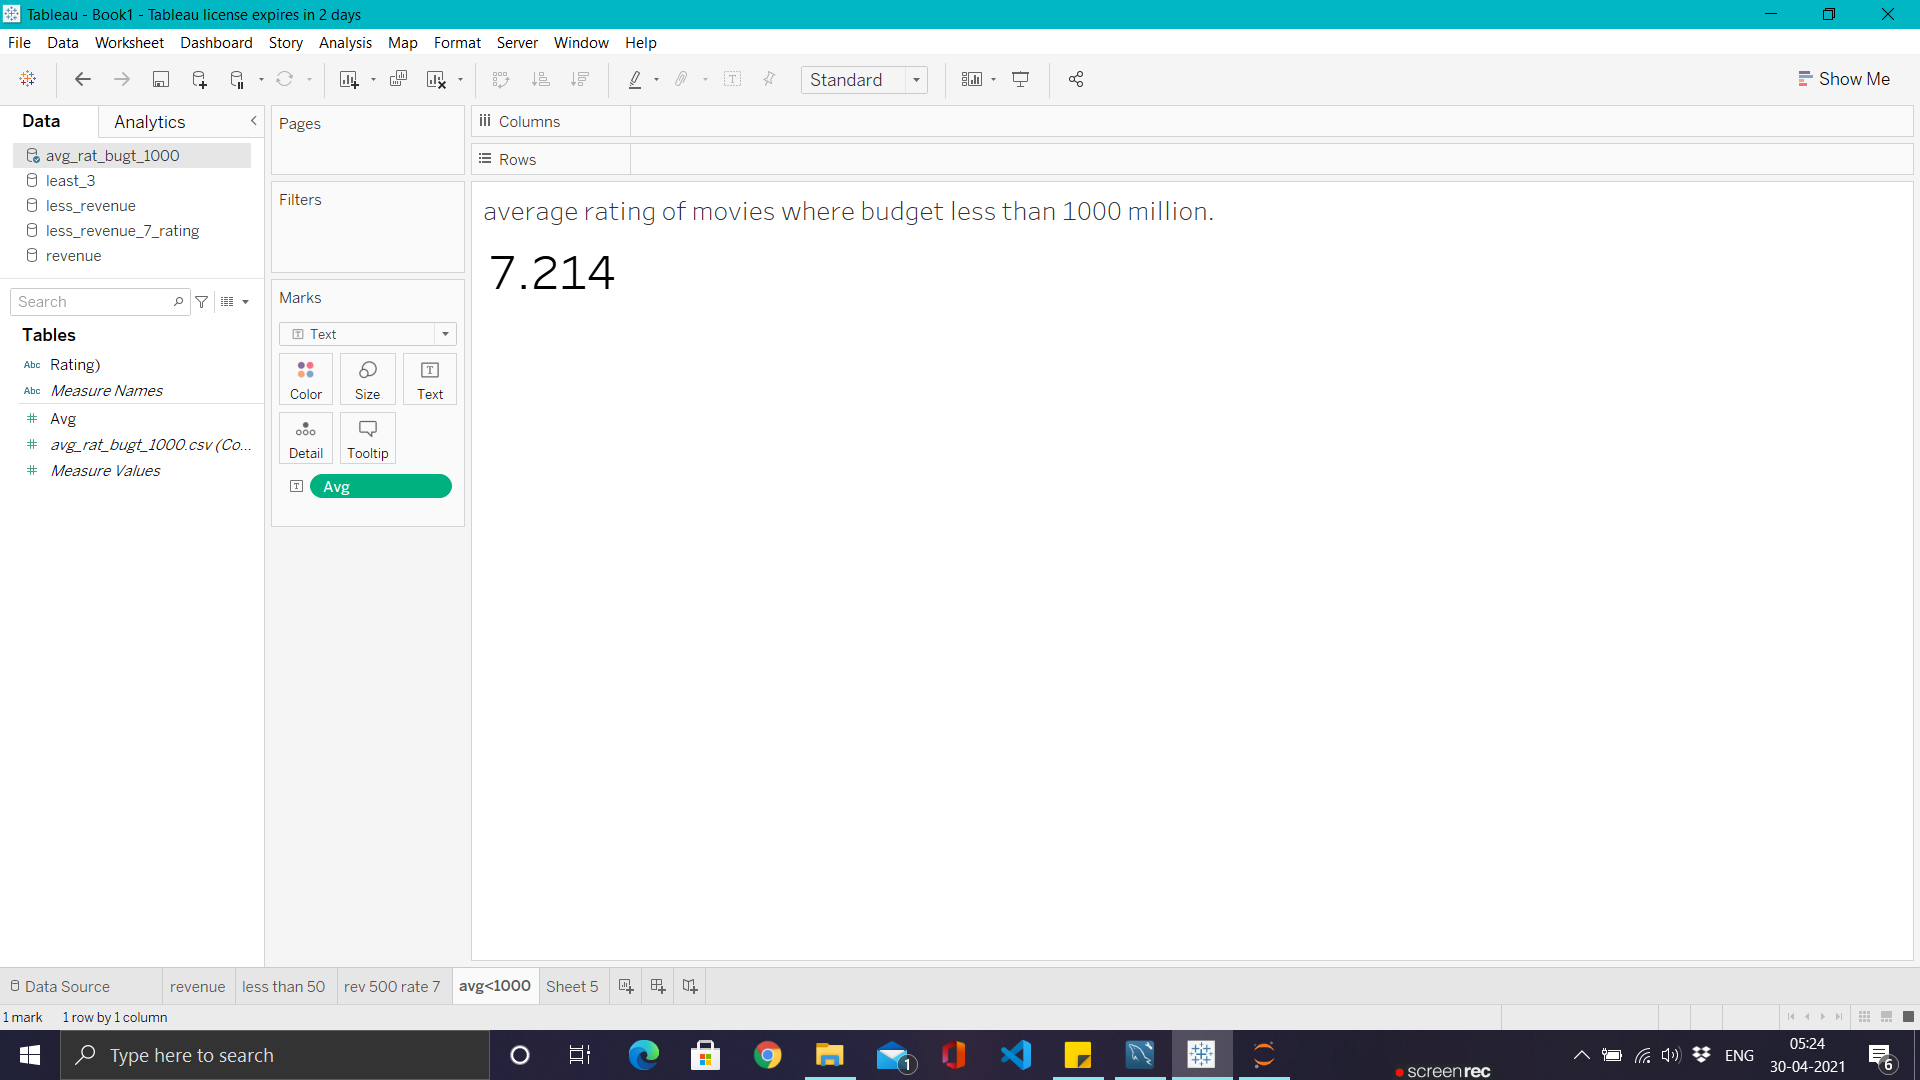 Tableau - Book1 - Tableau license expires in 2 days
File Data Worksheet Dashboard Story Analysis Map Format Server Window Help
Standard
Show Me
Data Analytics
avg_rat_bugt_1000
least_3
less_revenue
less_revenue_7_rating
revenue
Search
Tables
Abc Rating)
Abc Measure Names
# Avg
# avg_rat_bugt_1000.csv (Co...
# Measure Values
Pages
Filters
Marks
T Text
Color Size Text
Detail Tooltip
T Avg
Columns
Rows
average rating of movies where budget less than 1000 million.
7.214
Data Source revenue less than 50 rev 500 rate 7 avg<1000 Sheet 5
1 mark 1 row by 1 column
Type here to search
1
screenrec
ENG
05:24
30-04-2021
6